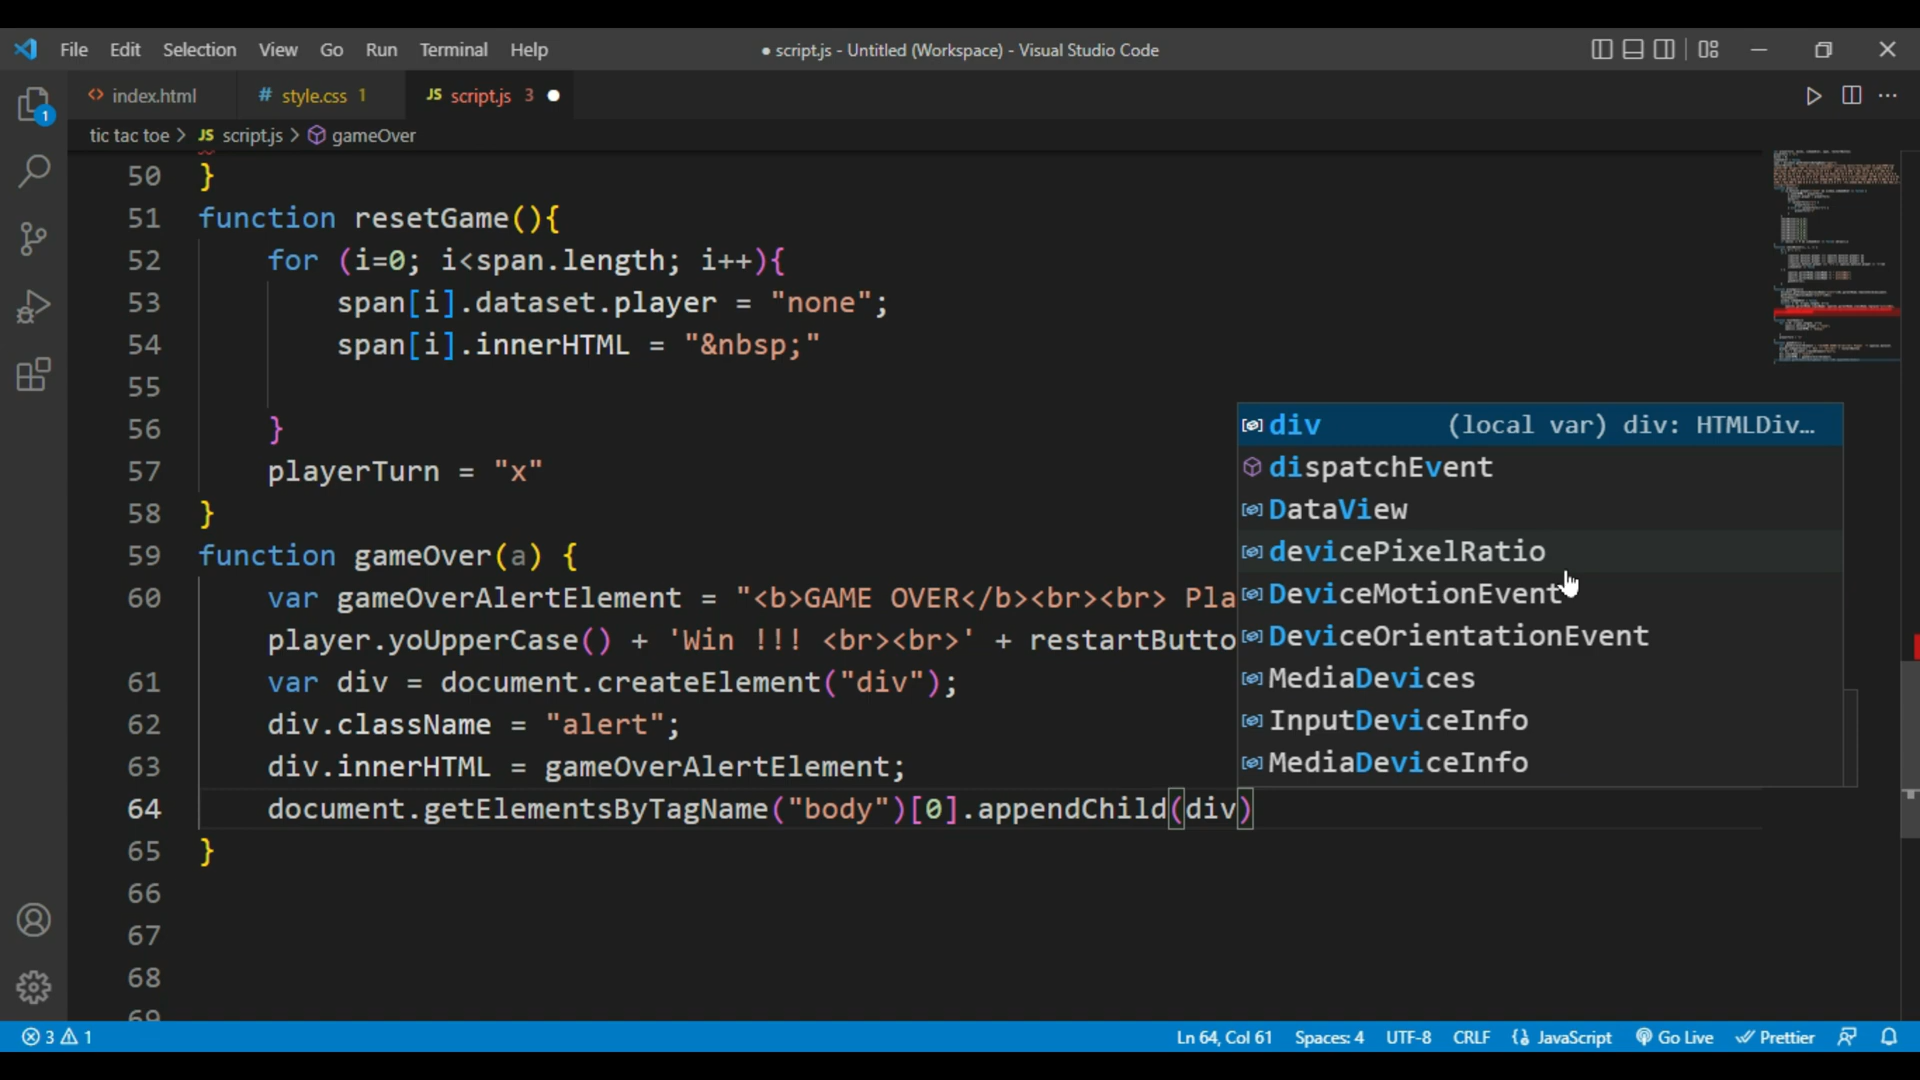 File Edit Selection View Go Run Terminal Help
● script.js - Untitled (Workspace) - Visual Studio Code
<> index.html
# style.css 1
JS script.js 3 ●
tic tac toe > JS script.js > gameOver
1
50 }
51 function resetGame(){
52 for (i=0; i<span.length; i++){
53 span[i].dataset.player = "none";
54 span[i].innerHTML = "&nbsp;"
55
56 }
57 playerTurn = "x"
58 }
59 function gameOver(a) {
60 var gameOverAlertElement = "<b>GAME OVER</b><br><br> Pla
player.yoUpperCase() + 'Win !!! <br><br>' + restartButto
61 var div = document.createElement("div");
62 div.className = "alert";
63 div.innerHTML = gameOverAlertElement;
64 document.getElementsByTagName("body")[0].appendChild(div)
65 }
66
67
68
69
div (local var) div: HTMLDiv…
dispatchEvent
DataView
devicePixelRatio
DeviceMotionEvent
DeviceOrientationEvent
MediaDevices
InputDeviceInfo
MediaDeviceInfo
3 1 Ln 64, Col 61 Spaces: 4 UTF-8 CRLF {} JavaScript Go Live Prettier